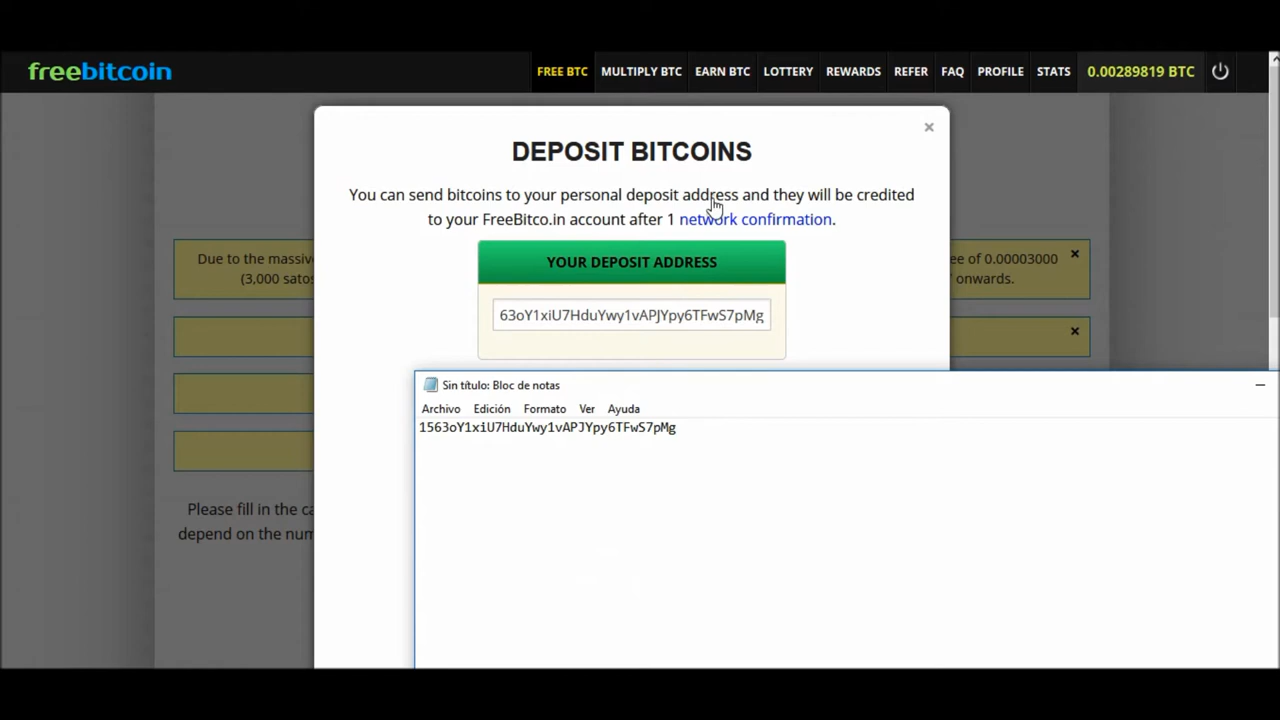 freebitcoin
FREE BTC MULTIPLY BTC EARN BTC LOTTERY REWARDS REFER FAQ PROFILE STATS 0.00289819 BTC
DEPOSIT BITCOINS
You can send bitcoins to your personal deposit address and they will be credited
to your FreeBitco.in account after 1 network confirmation.
YOUR DEPOSIT ADDRESS
63oY1xiU7HduYwy1vAPJYpy6TFwS7pMg
Due to the massiv
(3,000 satos
ee of 0.00003000
onwards.
Sin título: Bloc de notas
Archivo Edición Formato Ver Ayuda
1563oY1xiU7HduYwy1vAPJYpy6TFwS7pMg
Please fill in the ca
depend on the num